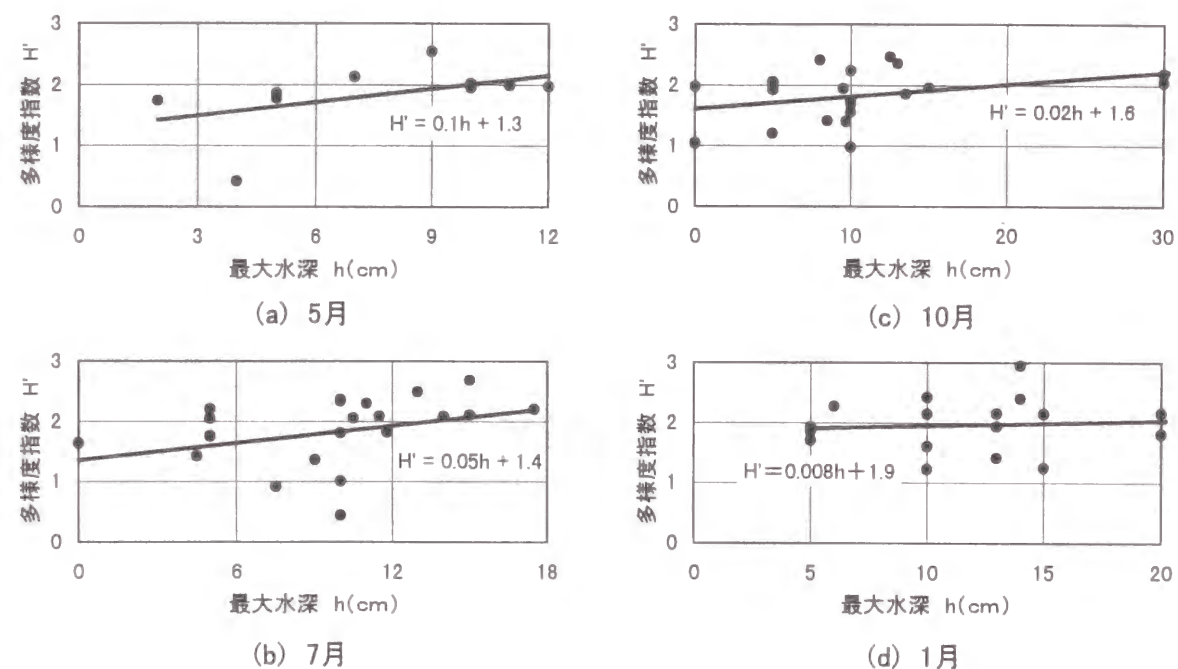 3
2
1
0
多様度指数 H'
H' = 0.1h + 1.3
0 3 6 9 12
最大水深 h(cm)
(a) 5月
3
2
1
0
多様度指数 H'
H' = 0.02h + 1.6
0 10 20 30
最大水深 h(cm)
(c) 10月
3
2
1
0
多様度指数 H'
H' = 0.05h + 1.4
0 6 12 18
最大水深 h(cm)
(b) 7月
3
2
1
0
多様度指数 H'
H'=0.008h+1.9
0 5 10 15 20
最大水深 h(cm)
(d) 1月